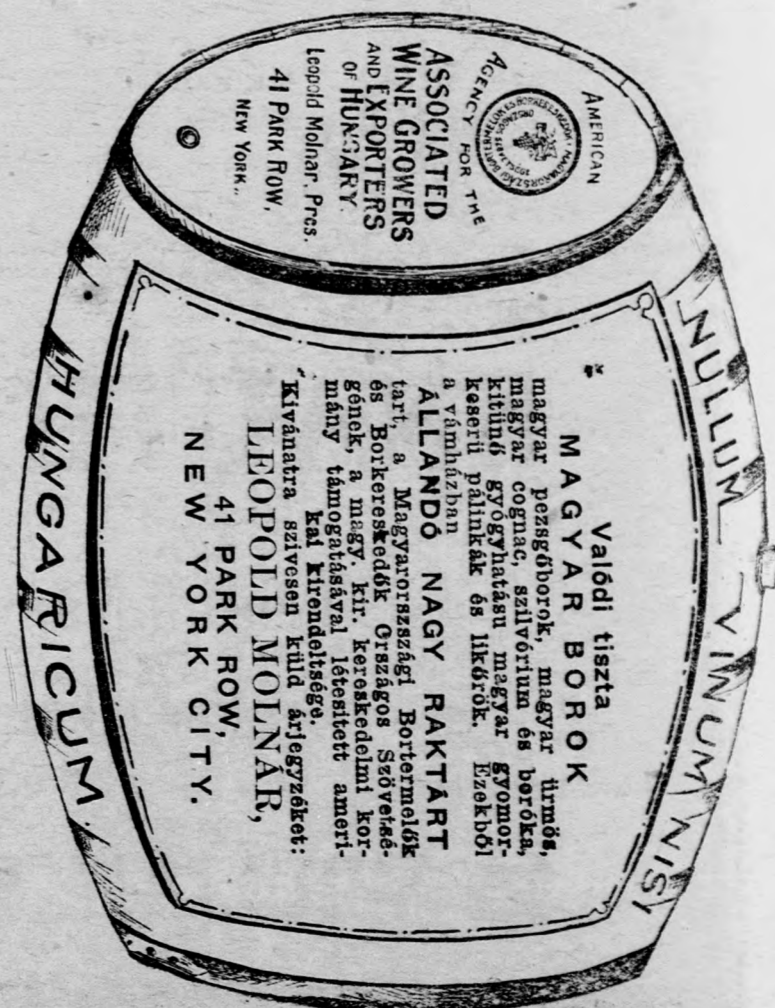 AMERICAN
AGENCY FOR THE
ASSOCIATED
WINE GROWERS
AND EXPORTERS
OF HUNGARY.
Leopold Molnar. Pres.
41 PARK ROW,
NEW YORK.
NULLUM VINUM NISI
Valódi tiszta
MAGYAR BOROK
magyar pezsgőborok, magyar ürmös,
magyar cognac, szilvórium és boróka,
kitünő gyógyhatásu magyar gyomor-
keserü pálinkák és likőrök. Ezekből
a vámházban
ÁLLANDÓ NAGY RAKTÁRT
tart, a Magyarorsszági Bortermelők
és Borkereskedők Országos Szövetsé-
gének, a magy. kir. kereskedelmi kor-
mány támogatásával létesitett ameri-
kai kirendeltsége.
Kivánatra szivesen küld árjegyzéket:
LEOPOLD MOLNÁR,
41 PARK ROW,
NEW YORK CITY.
HUNGARICUM.